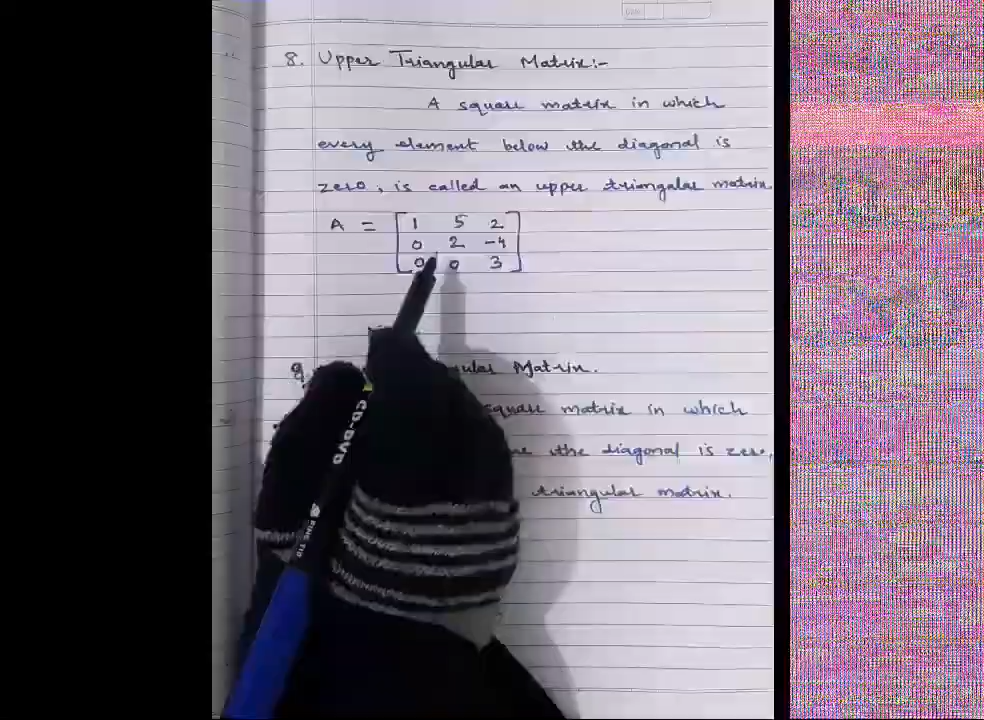 8. Upper Triangular Matrix:-
A square matrix in which
every element below the diagonal is
zero, is called an upper triangular matrix.
A = [ 1 5 2
0 2 -4
0 0 3 ]
9. Matrix.
square matrix in which
the diagonal is zero,
triangular matrix.
CD-DVD
FINE TIP